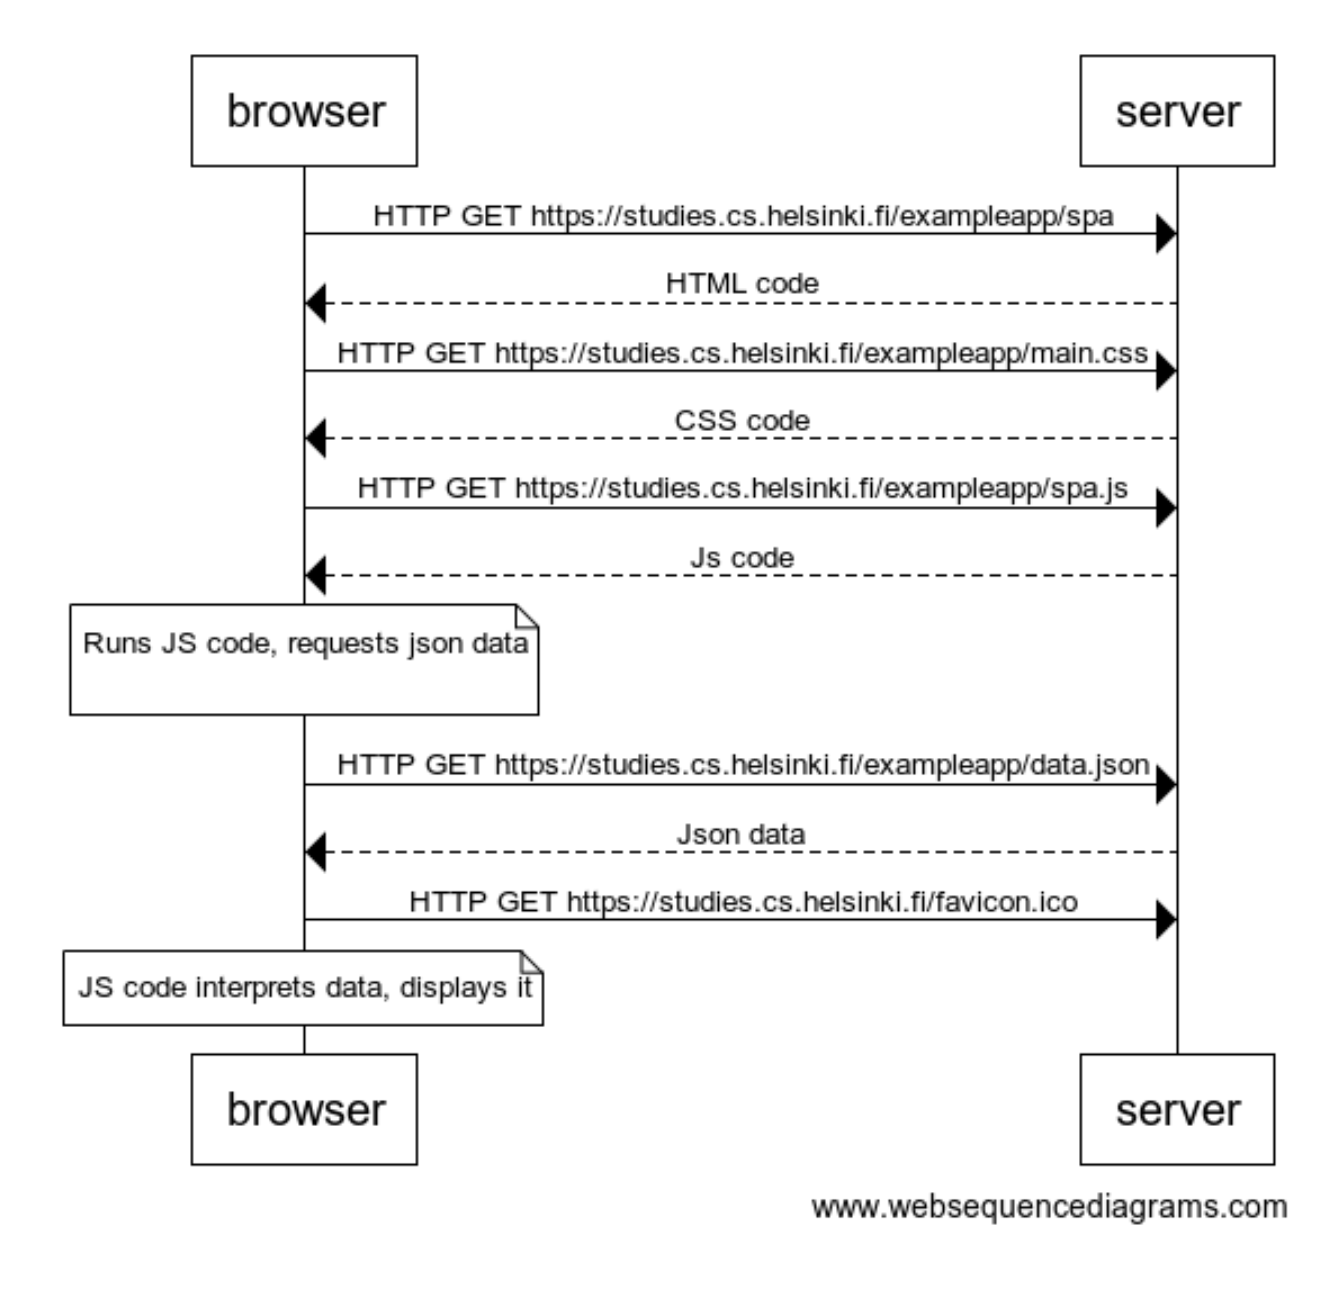 browser
server
HTTP GET https://studies.cs.helsinki.fi/exampleapp/spa
HTML code
HTTP GET https://studies.cs.helsinki.fi/exampleapp/main.css
CSS code
HTTP GET https://studies.cs.helsinki.fi/exampleapp/spa.js
Js code
Runs JS code, requests json data
HTTP GET https://studies.cs.helsinki.fi/exampleapp/data.json
Json data
HTTP GET https://studies.cs.helsinki.fi/favicon.ico
JS code interprets data, displays it
browser
server
www.websequencediagrams.com